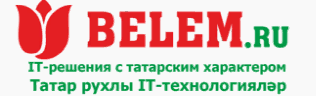 BELEM.RU
IT-решения с татарским характером
Татар рухлы IT-технологияләр